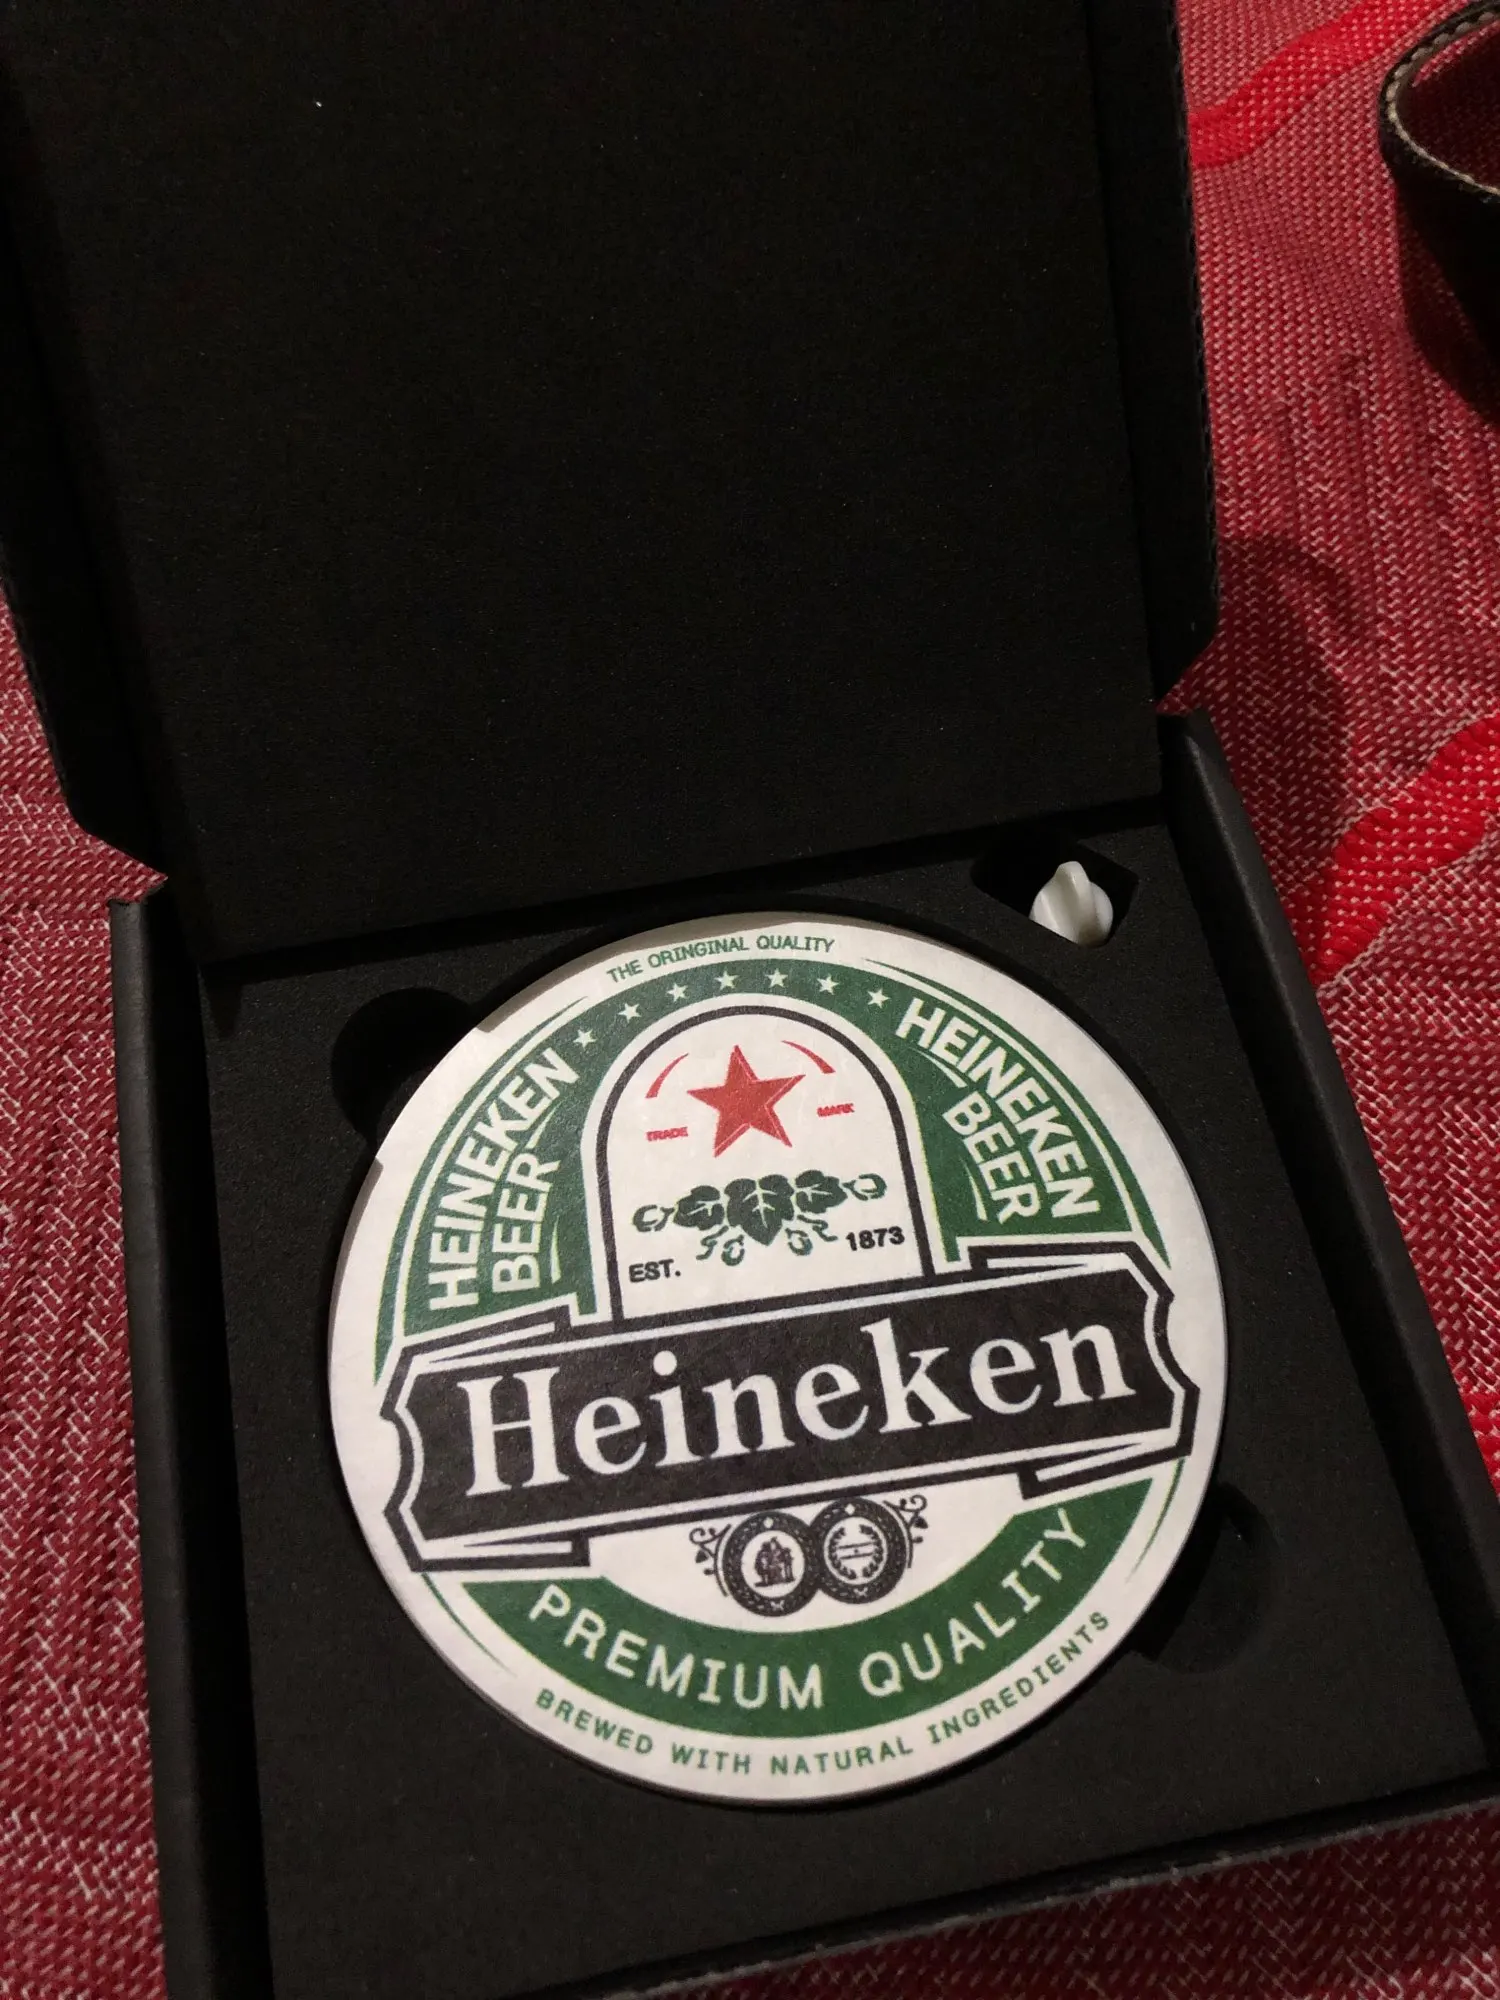 THE ORINGINAL QUALITY
HEINEKEN
BEER
HEINEKEN
BEER
TRADE MARK
EST. 1873
Heineken
PREMIUM QUALITY
BREWED WITH NATURAL INGREDIENTS